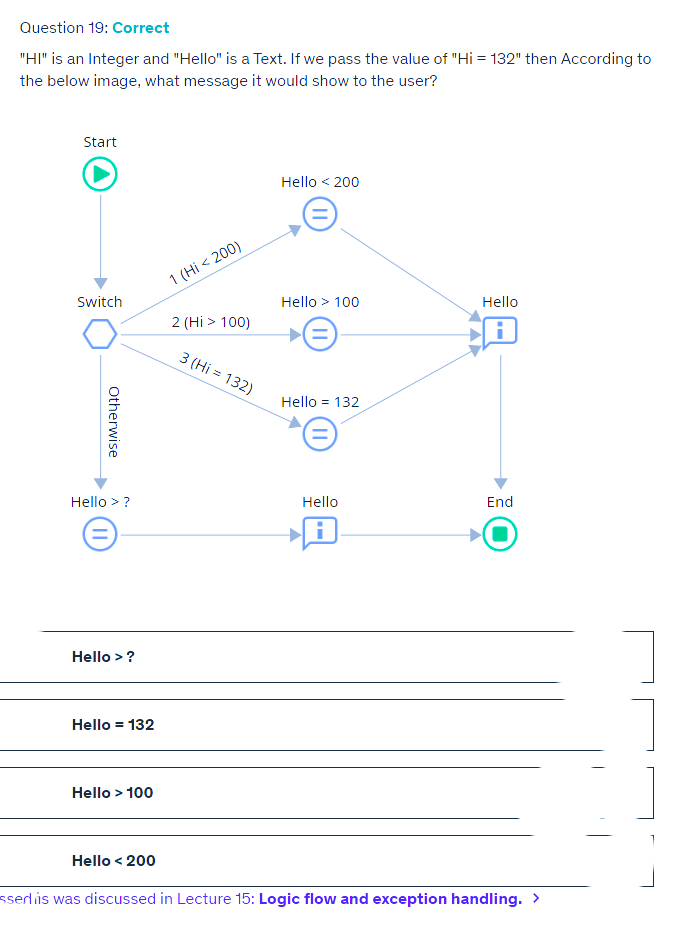 Question 19: Correct
"HI" is an Integer and "Hello" is a Text. If we pass the value of "Hi = 132" then According to
the below image, what message it would show to the user?
Start
Hello < 200
1 (Hi < 200)
Switch
Hello > 100
Hello
2 (Hi > 100)
3 (Hi = 132)
Hello = 132
Otherwise
Hello > ?
Hello
End
Hello > ?
Hello = 132
Hello > 100
Hello < 200
was discussed in Lecture 15: Logic flow and exception handling. >